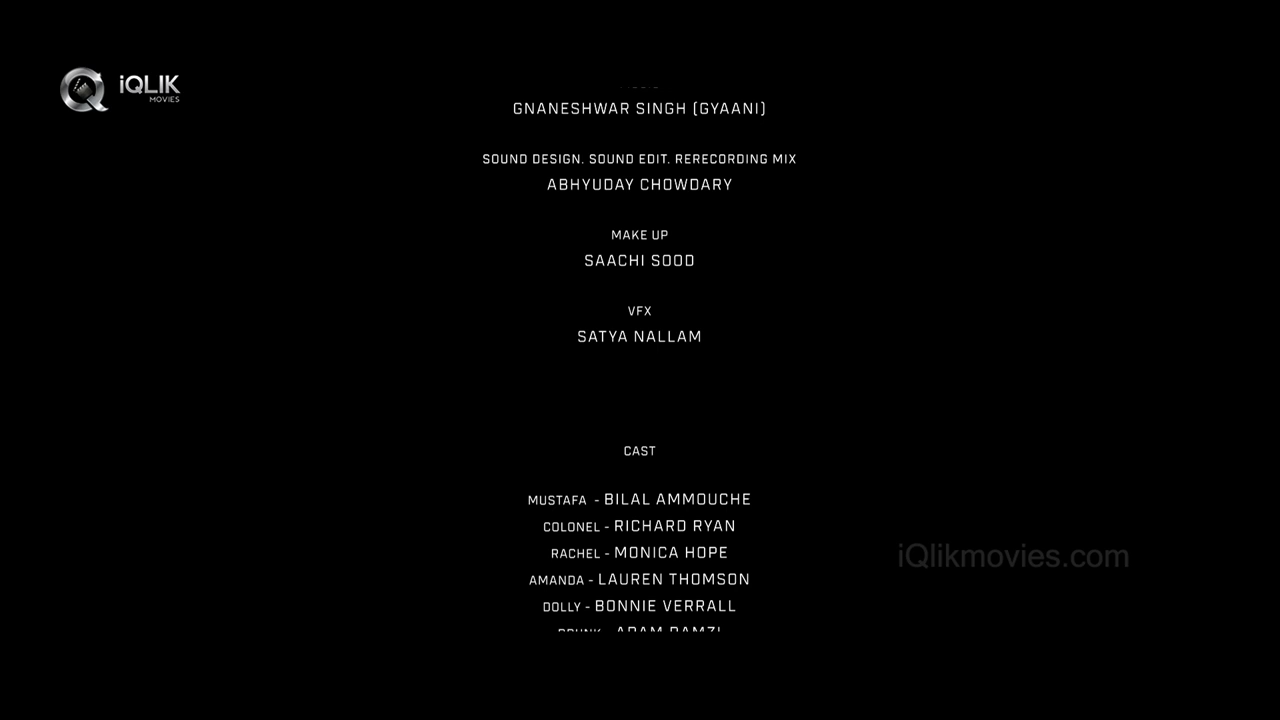 iQLIK
MOVIES
GNANESHWAR SINGH (GYAANI)
SOUND DESIGN. SOUND EDIT. RERECORDING MIX
ABHYUDAY CHOWDARY
MAKE UP
SAACHI SOOD
VFX
SATYA NALLAM
CAST
MUSTAFA - BILAL AMMOUCHE
COLONEL - RICHARD RYAN
RACHEL - MONICA HOPE
iQlikmovies.com
AMANDA - LAUREN THOMSON
DOLLY - BONNIE VERRALL